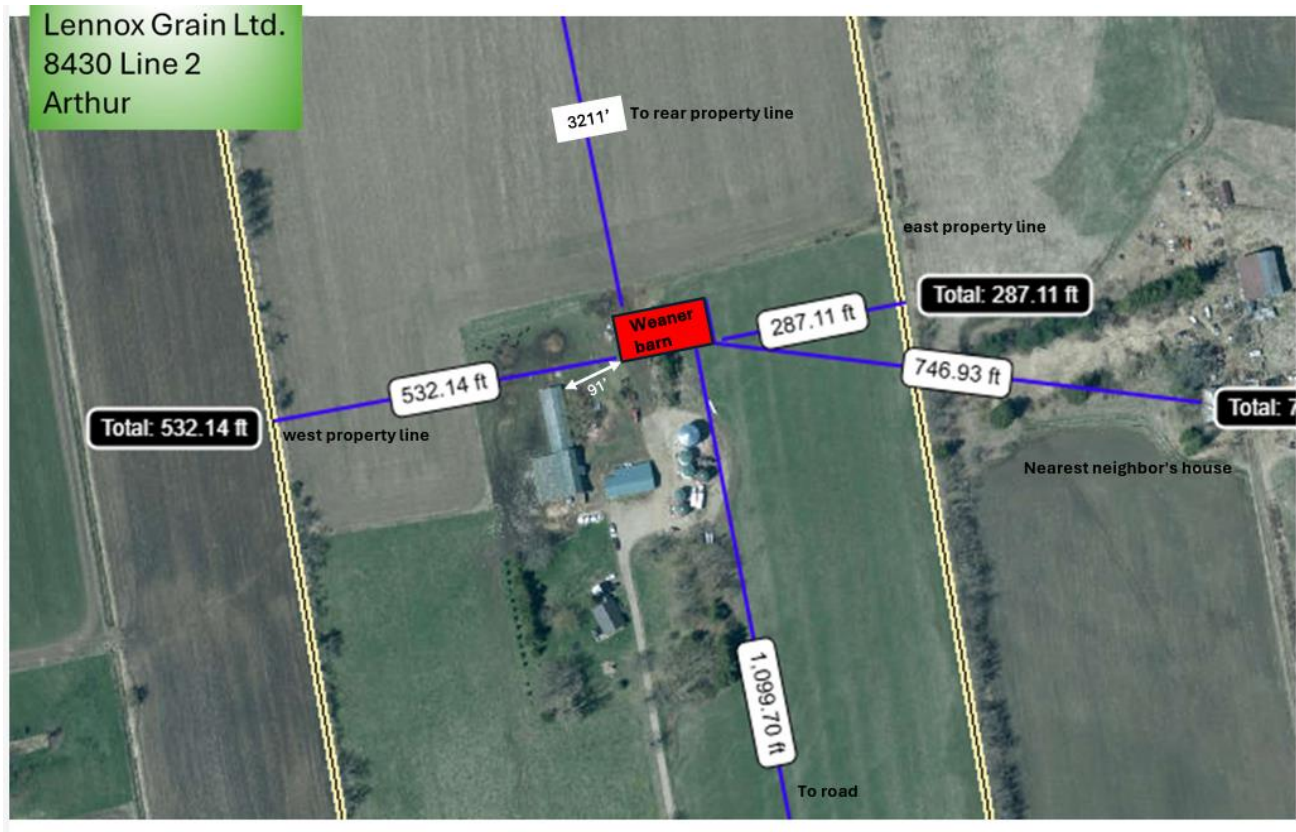 Lennox Grain Ltd.
8430 Line 2
Arthur
3211’
To rear property line
east property line
Total: 287.11 ft
287.11 ft
Weaner
barn
746.93 ft
532.14 ft
91’
Total: 7
Total: 532.14 ft
west property line
Nearest neighbor's house
1,099.70 ft
To road